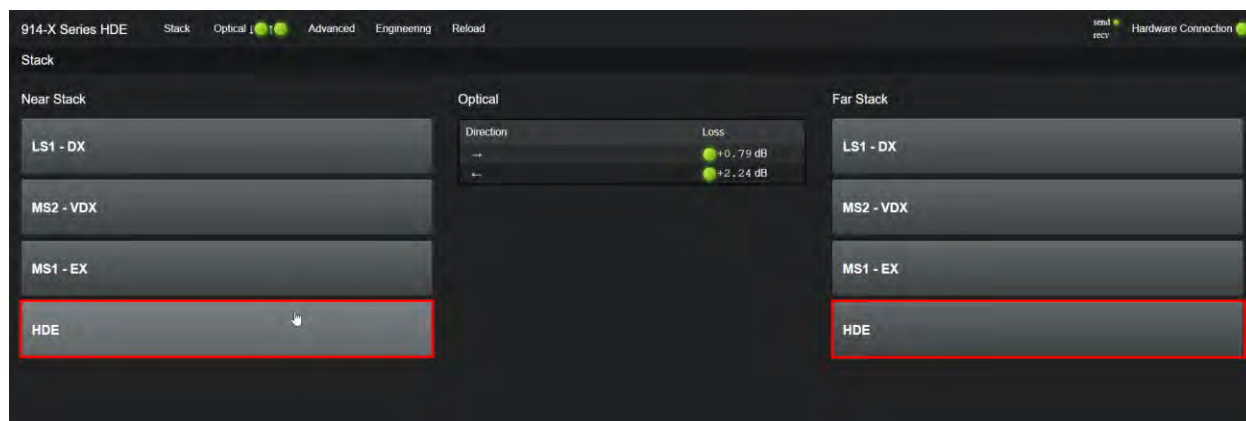 914-X Series HDE Stack Optical ↓↑ Advanced Engineering Reload send recv Hardware Connection
Stack
Near Stack
LS1 - DX
MS2 - VDX
MS1 - EX
HDE
Optical
Direction Loss
→ +0.79 dB
← +2.24 dB
Far Stack
LS1 - DX
MS2 - VDX
MS1 - EX
HDE